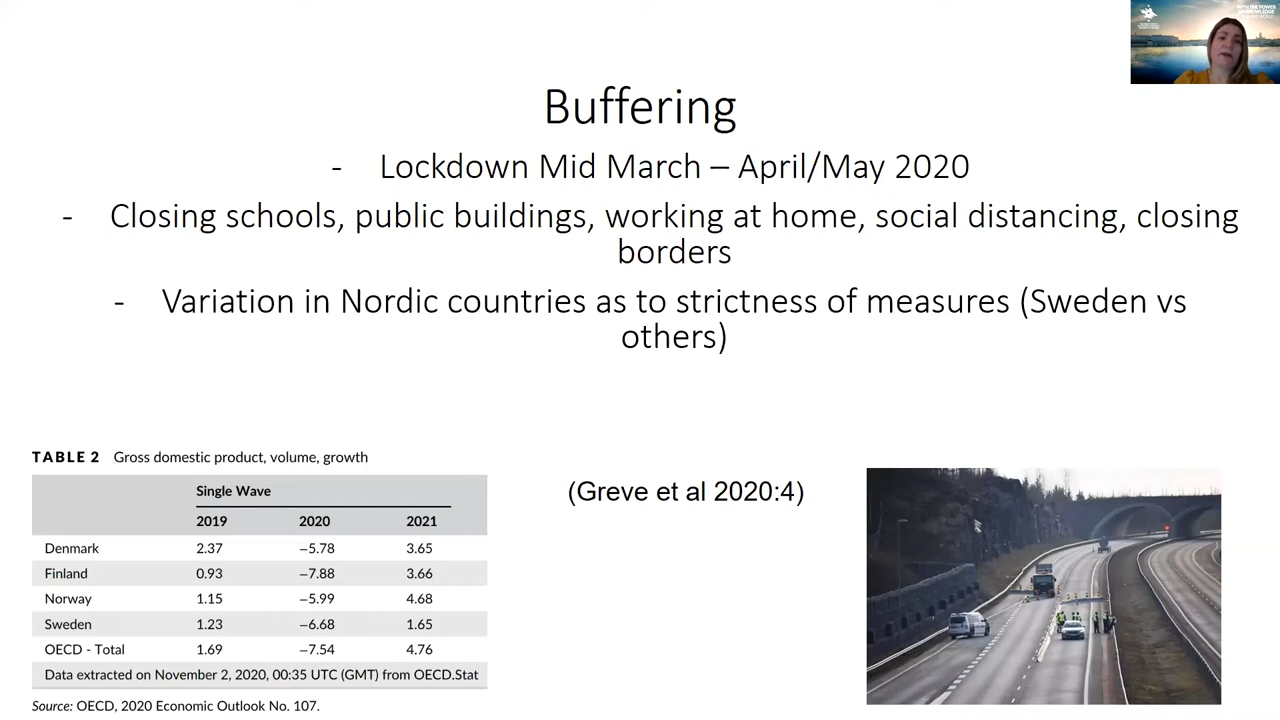 Buffering
- Lockdown Mid March – April/May 2020
- Closing schools, public buildings, working at home, social distancing, closing
borders
- Variation in Nordic countries as to strictness of measures (Sweden vs
others)
TABLE 2 Gross domestic product, volume, growth
Single Wave
2019 2020 2021
Denmark 2.37 −5.78 3.65
Finland 0.93 −7.88 3.66
Norway 1.15 −5.99 4.68
Sweden 1.23 −6.68 1.65
OECD - Total 1.69 −7.54 4.76
Data extracted on November 2, 2020, 00:35 UTC (GMT) from OECD.Stat
Source: OECD, 2020 Economic Outlook No. 107.
(Greve et al 2020:4)
WITH THE POWER
OF KNOWLEDGE